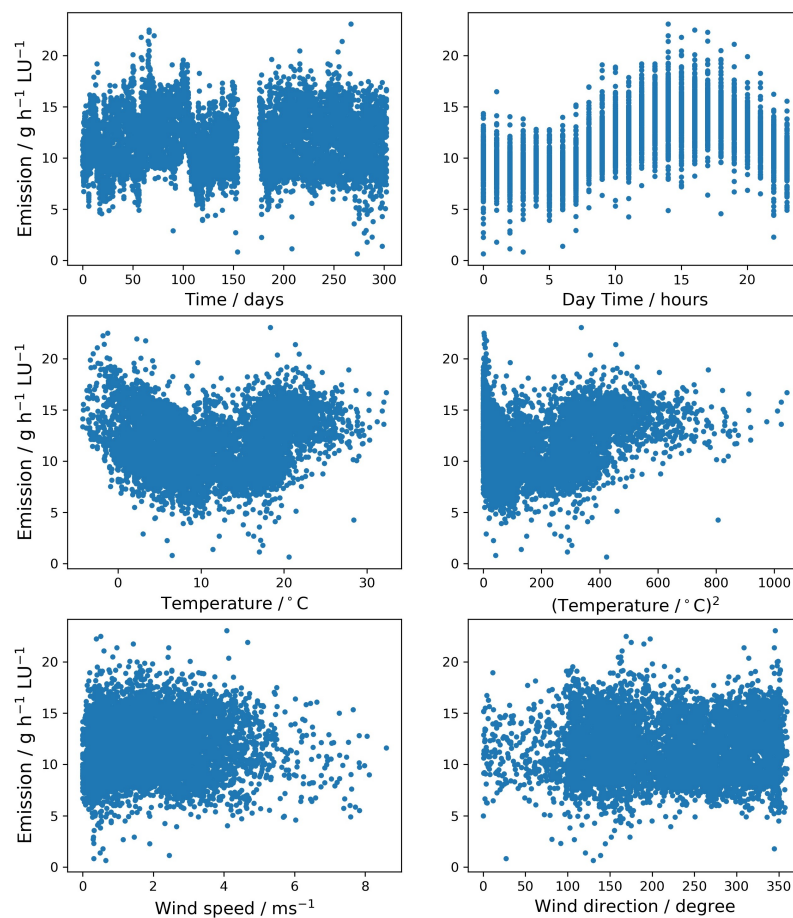 Emission / g h⁻¹ LU⁻¹
20
15
10
5
0
0 50 100 150 200 250 300
Time / days
20
15
10
5
0
0 5 10 15 20
Day Time / hours
Emission / g h⁻¹ LU⁻¹
20
15
10
5
0
0 10 20 30
Temperature /°C
20
15
10
5
0
0 200 400 600 800 1000
(Temperature /°C)²
Emission / g h⁻¹ LU⁻¹
20
15
10
5
0
0 2 4 6 8
Wind speed / ms⁻¹
20
15
10
5
0
0 50 100 150 200 250 300 350
Wind direction / degree